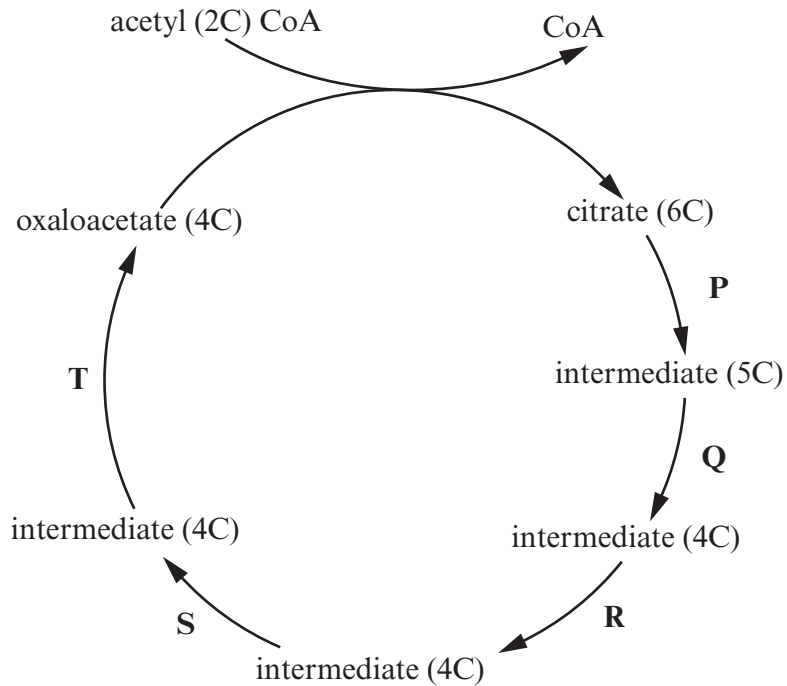 acetyl (2C) CoA
CoA
oxaloacetate (4C)
citrate (6C)
P
intermediate (5C)
T
Q
intermediate (4C)
intermediate (4C)
R
S
intermediate (4C)